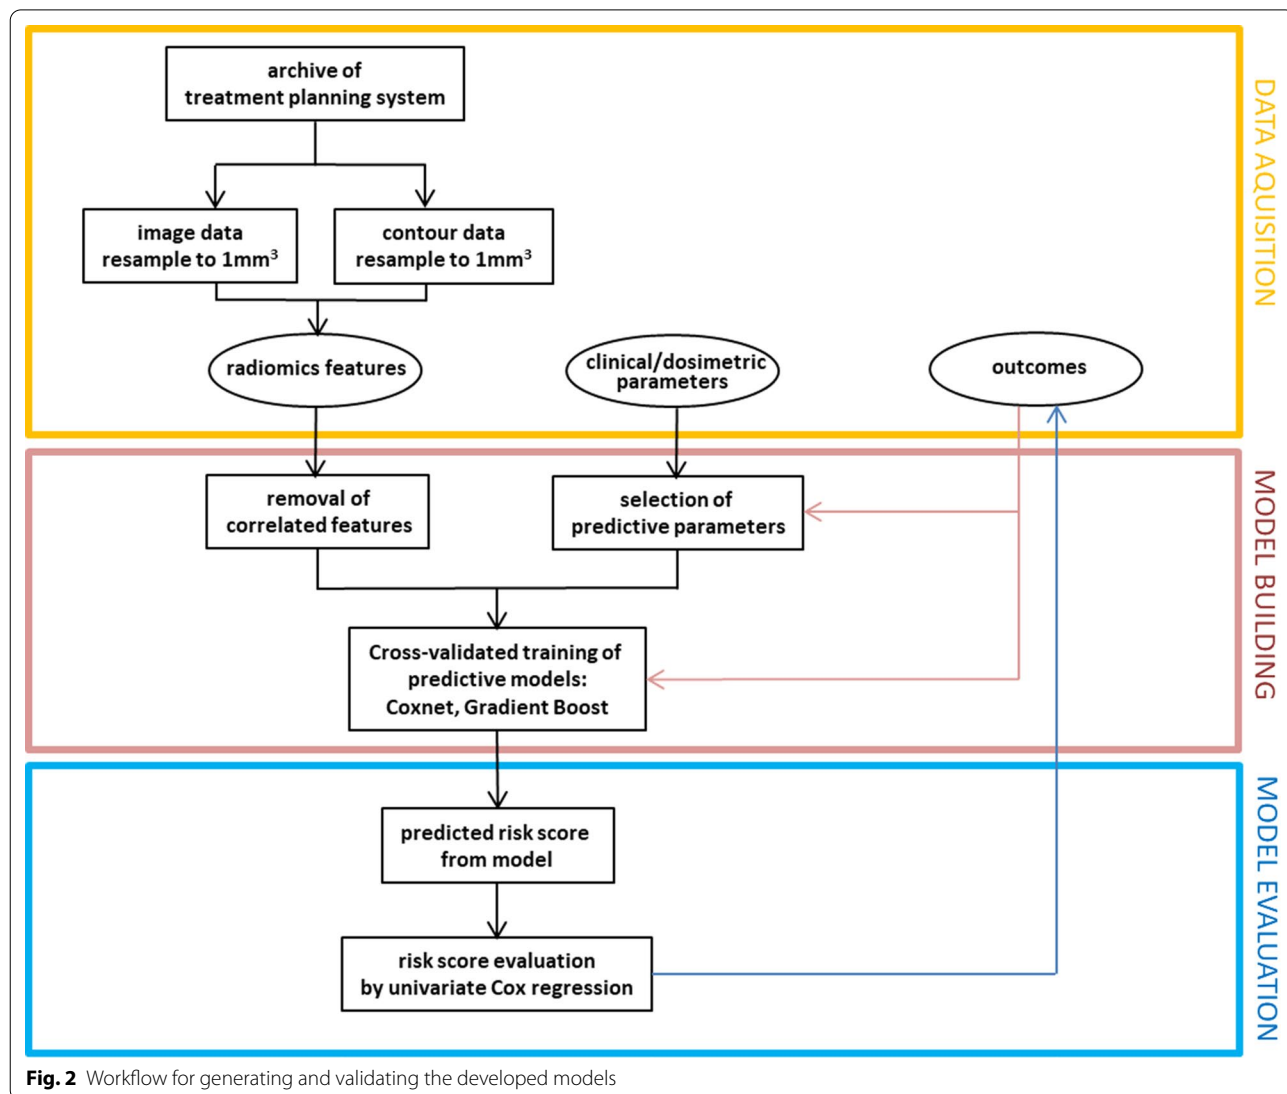 archive of
treatment planning system
image data
resample to 1mm³
contour data
resample to 1mm³
radiomics features
clinical/dosimetric
parameters
outcomes
DATA AQUISITION
removal of
correlated features
selection of
predictive parameters
Cross-validated training of
predictive models:
Coxnet, Gradient Boost
MODEL BUILDING
predicted risk score
from model
risk score evaluation
by univariate Cox regression
MODEL EVALUATION
Fig. 2 Workflow for generating and validating the developed models